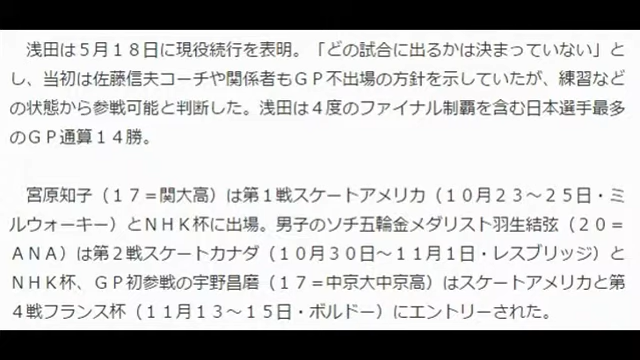 浅田は５月１８日に現役続行を表明。「どの試合に出るかは決まっていない」と
し、当初は佐藤信夫コーチや関係者もＧＰ不出場の方針を示していたが、練習など
の状態から参戦可能と判断した。浅田は４度のファイナル制覇を含む日本選手最多
のＧＰ通算１４勝。
　宮原知子（１７＝関大高）は第１戦スケートアメリカ（１０月２３～２５日・ミ
ルウォーキー）とＮＨＫ杯に出場。男子のソチ五輪金メダリスト羽生結弦（２０＝
ＡＮＡ）は第２戦スケートカナダ（１０月３０日～１１月１日・レスブリッジ）と
ＮＨＫ杯、ＧＰ初参戦の宇野昌磨（１７＝中京大中京高）はスケートアメリカと第
４戦フランス杯（１１月１３～１５日・ボルドー）にエントリーされた。